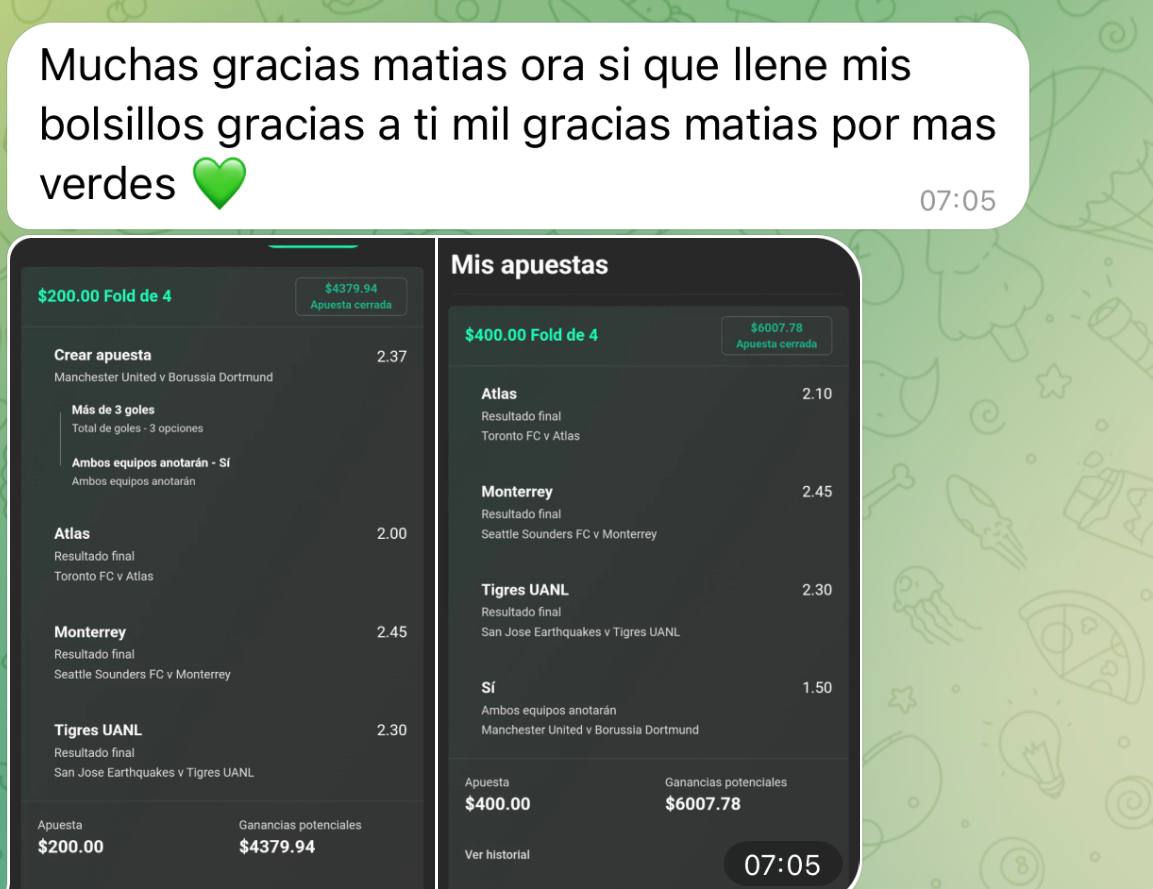 Muchas gracias matias ora si que llene mis
bolsillos gracias a ti mil gracias matias por mas
verdes 💚
07:05
$200.00 Fold de 4
$4379.94
Apuesta cerrada
Crear apuesta 2.37
Manchester United v Borussia Dortmund
Más de 3 goles
Total de goles - 3 opciones
Ambos equipos anotarán - Sí
Ambos equipos anotarán
Atlas 2.00
Resultado final
Toronto FC v Atlas
Monterrey 2.45
Resultado final
Seattle Sounders FC v Monterrey
Tigres UANL 2.30
Resultado final
San Jose Earthquakes v Tigres UANL
Apuesta Ganancias potenciales
$200.00 $4379.94
Mis apuestas
$400.00 Fold de 4
$6007.78
Apuesta cerrada
Atlas 2.10
Resultado final
Toronto FC v Atlas
Monterrey 2.45
Resultado final
Seattle Sounders FC v Monterrey
Tigres UANL 2.30
Resultado final
San Jose Earthquakes v Tigres UANL
Sí 1.50
Ambos equipos anotarán
Manchester United v Borussia Dortmund
Apuesta Ganancias potenciales
$400.00 $6007.78
Ver historial
07:05